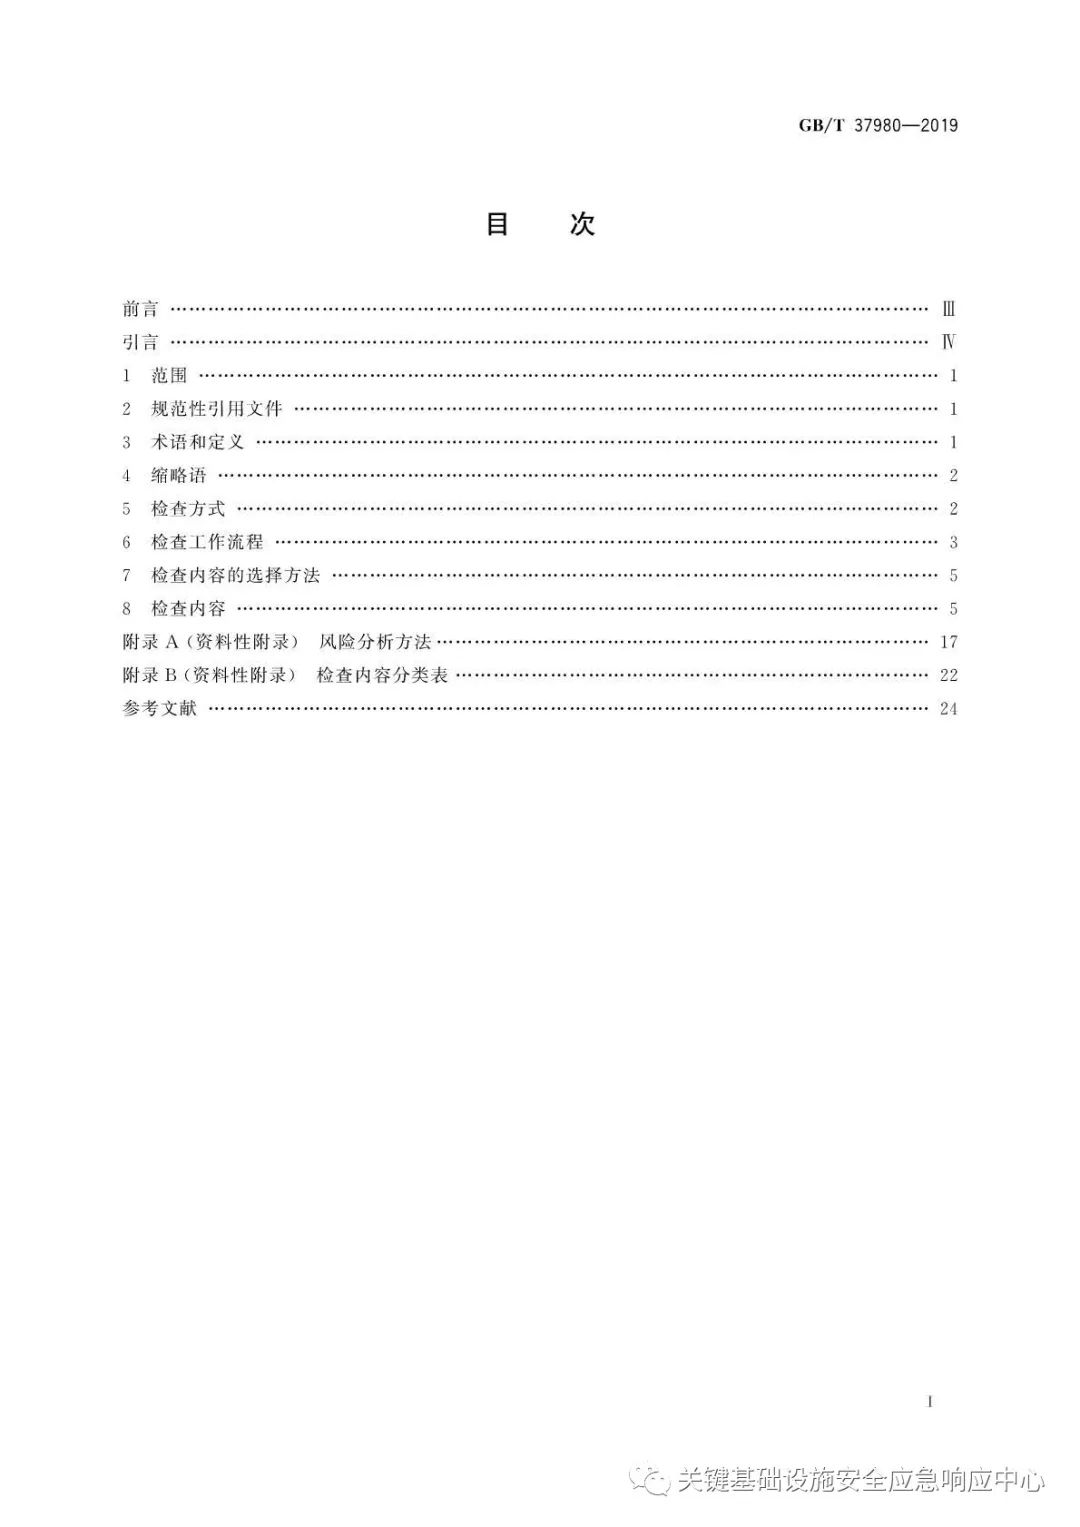 GB/T 37980—2019
目 次
前言 …………………………………………………………………… Ⅲ
引言 …………………………………………………………………… Ⅳ
1 范围 …………………………………………………………………… 1
2 规范性引用文件 …………………………………………………………………… 1
3 术语和定义 …………………………………………………………………… 1
4 缩略语 …………………………………………………………………… 2
5 检查方式 …………………………………………………………………… 2
6 检查工作流程 …………………………………………………………………… 3
7 检查内容的选择方法 …………………………………………………………………… 5
8 检查内容 …………………………………………………………………… 5
附录 A（资料性附录） 风险分析方法 …………………………………………………………………… 17
附录 B（资料性附录） 检查内容分类表 …………………………………………………………………… 22
参考文献 …………………………………………………………………… 24
I
关键基础设施安全应急响应中心